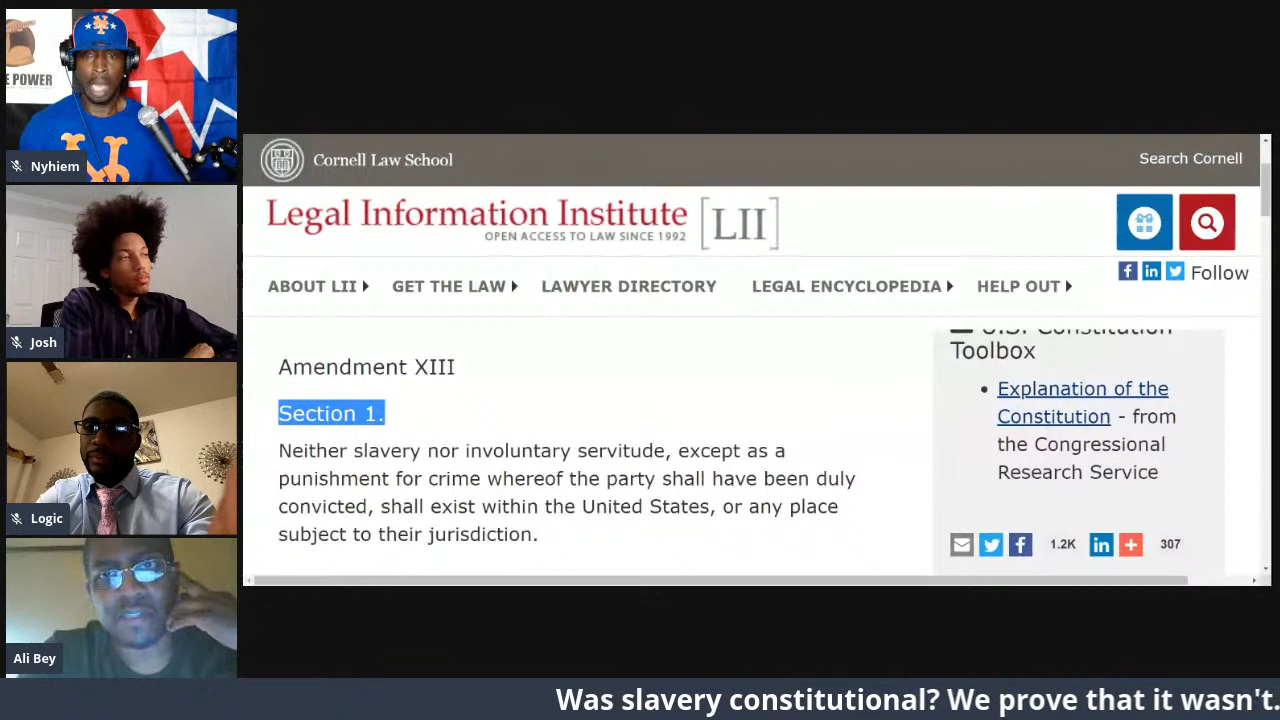 E POWER
Nyhiem
Josh
Logic
Ali Bey
Cornell Law School
Search Cornell
Legal Information Institute [LII]
OPEN ACCESS TO LAW SINCE 1992
Follow
ABOUT LII GET THE LAW LAWYER DIRECTORY LEGAL ENCYCLOPEDIA HELP OUT
Amendment XIII
Section 1.
Neither slavery nor involuntary servitude, except as a
punishment for crime whereof the party shall have been duly
convicted, shall exist within the United States, or any place
subject to their jurisdiction.
U.S. Constitution
Toolbox
Explanation of the
Constitution - from
the Congressional
Research Service
1.2K 307
Was slavery constitutional? We prove that it wasn't.